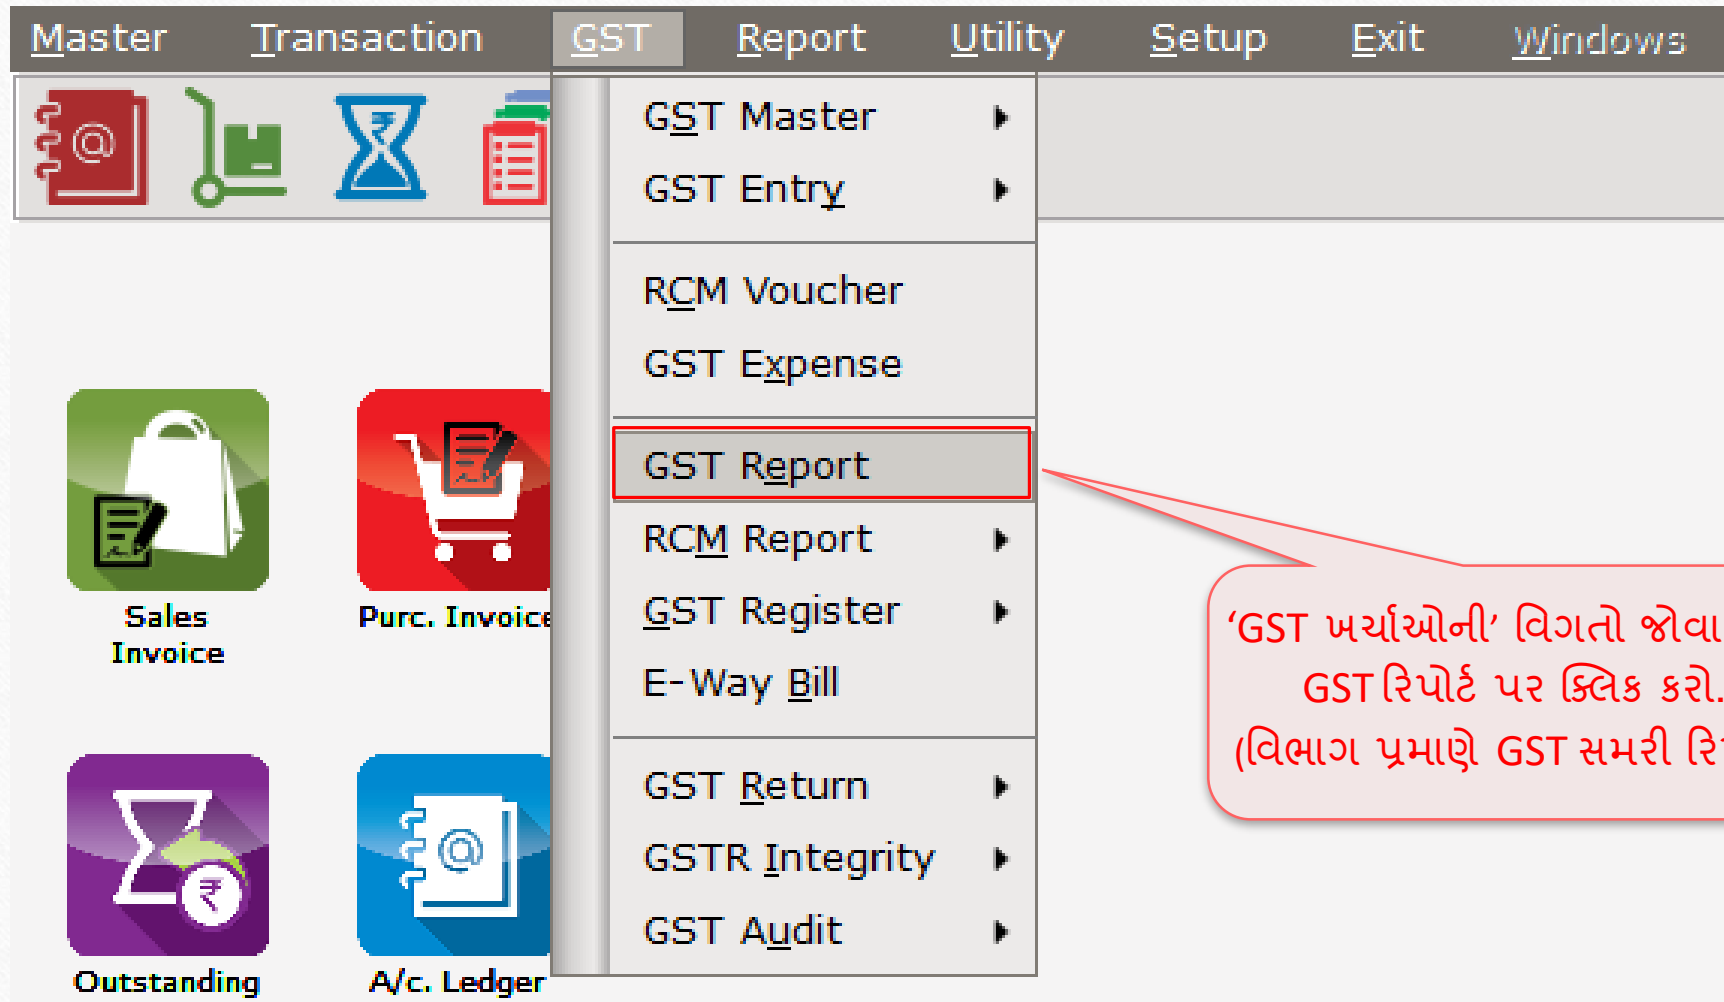 Master Transaction GST Report Utility Setup Exit Windows
GST Master
GST Entry
RCM Voucher
GST Expense
GST Report
RCM Report
GST Register
E-Way Bill
GST Return
GSTR Integrity
GST Audit
Sales
Invoice
Purc. Invoice
Outstanding
A/c. Ledger
‘GST ખર્ચાઓની’ વિગતો જોવા
GST રિપોર્ટ પર ક્લિક કરો.
(વિભાગ પ્રમાણે GST સમરી